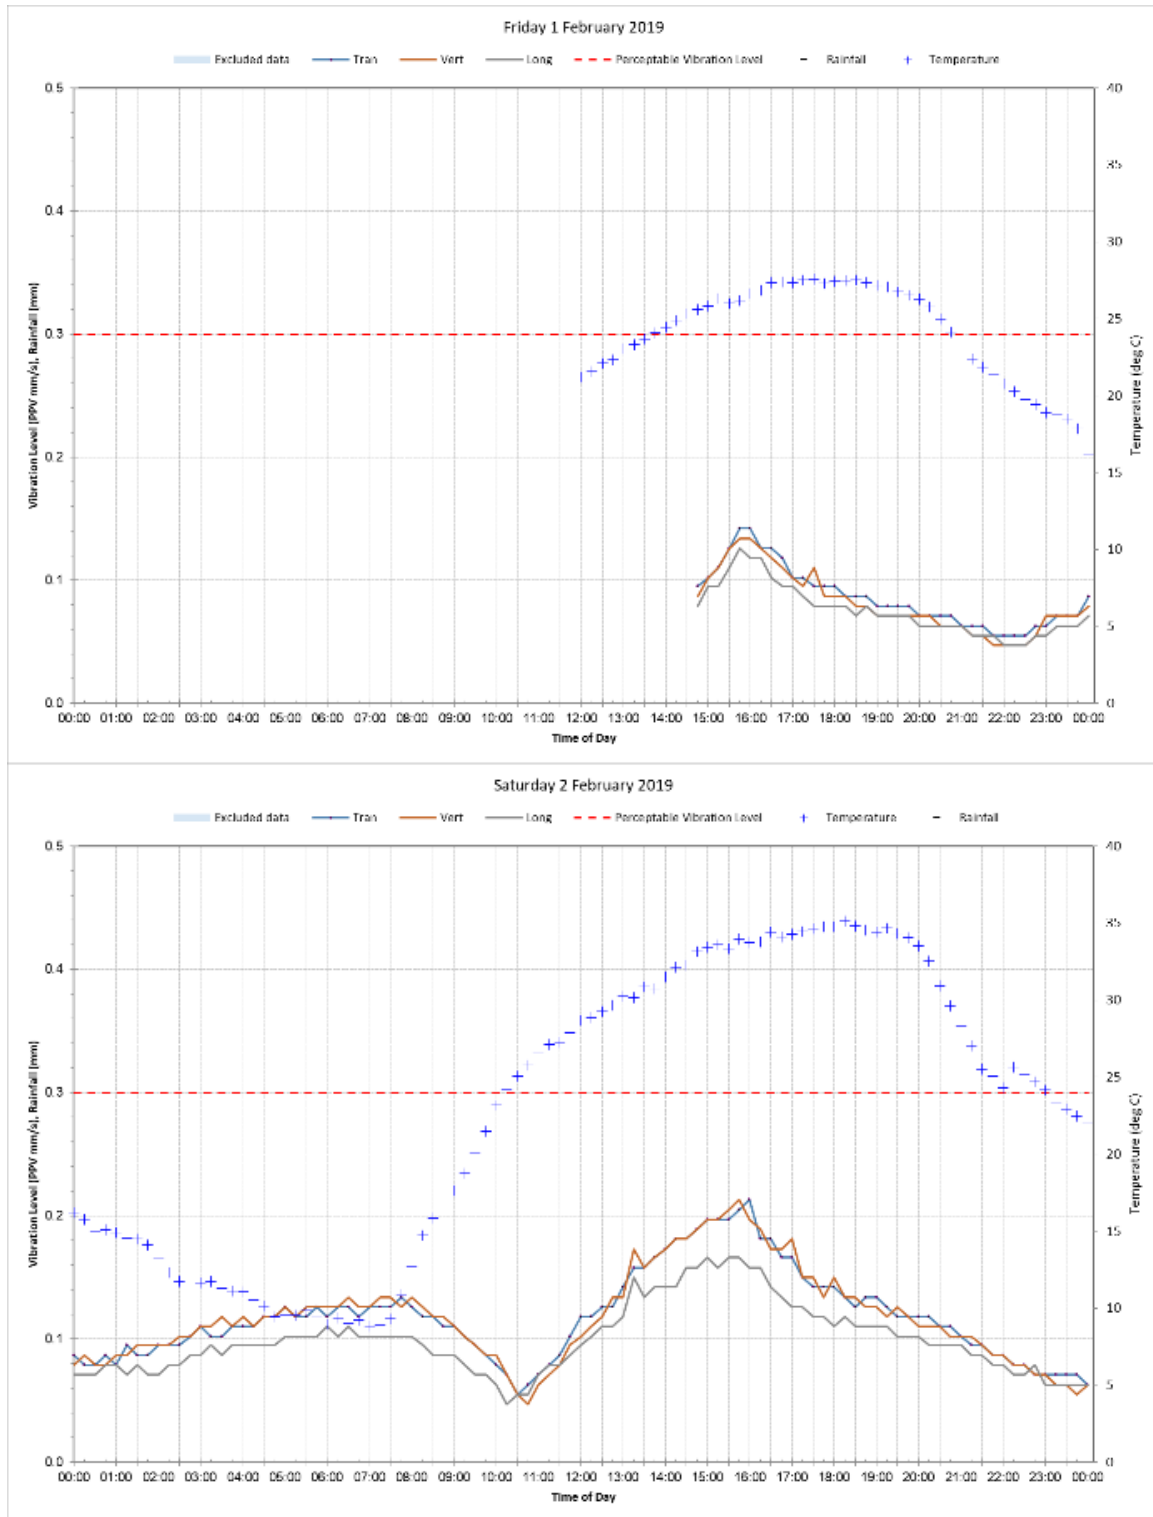 Friday 1 February 2019
Excluded data Tran Vert Long Perceptable Vibration Level Rainfall Temperature
0.5 40
35
0.4
30
0.3 25
20
0.2
15
10
0.1
5
0.0 0
Vibration Level (PPV mm/s), Rainfall (mm)
Temperature (deg C)
00:00 01:00 02:00 03:00 04:00 05:00 06:00 07:00 08:00 09:00 10:00 11:00 12:00 13:00 14:00 15:00 16:00 17:00 18:00 19:00 20:00 21:00 22:00 23:00 00:00
Time of Day
Saturday 2 February 2019
Excluded data Tran Vert Long Perceptable Vibration Level Temperature Rainfall
0.5 40
35
0.4
30
0.3 25
20
0.2
15
10
0.1
5
0.0 0
Vibration Level (PPV mm/s), Rainfall (mm)
Temperature (deg C)
00:00 01:00 02:00 03:00 04:00 05:00 06:00 07:00 08:00 09:00 10:00 11:00 12:00 13:00 14:00 15:00 16:00 17:00 18:00 19:00 20:00 21:00 22:00 23:00 00:00
Time of Day